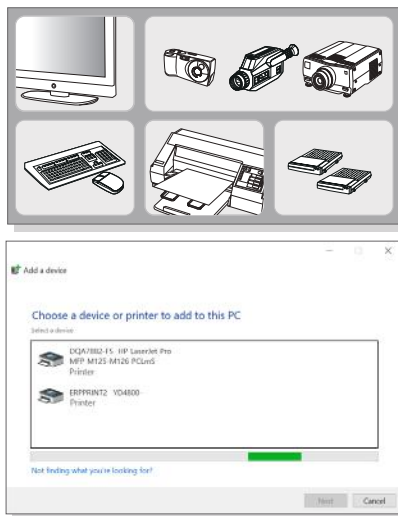 Add a device
Choose a device or printer to add to this PC
Select a device
DQA7882-FS HP LaserJet Pro
MFP M125-M126 PCLmS
Printer
ERPPRINT2 YD4800
Printer
Not finding what you're looking for?
Next
Cancel